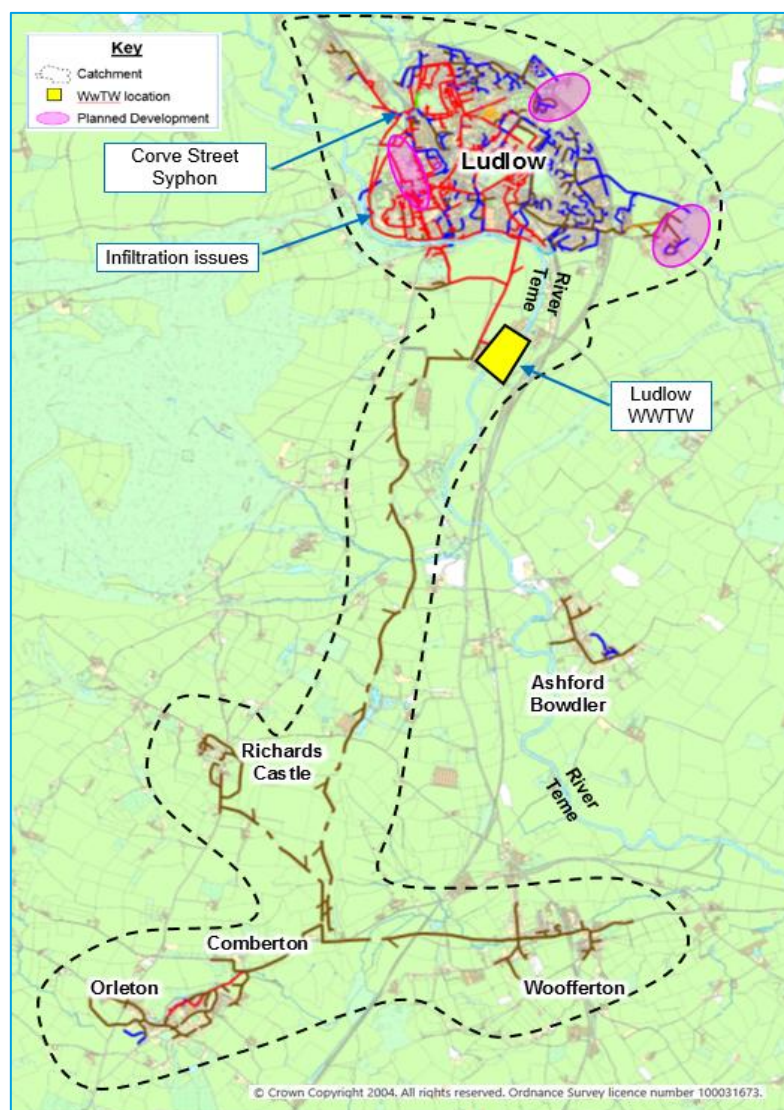 Key
Catchment
WwTW location
Planned Development
Corve Street
Syphon
Ludlow
Infiltration issues
River
Teme
Ludlow
WWTW
Ashford
Bowdler
Richards
Castle
River
Teme
Comberton
Orleton
Woofferton
© Crown Copyright 2004. All rights reserved. Ordnance Survey licence number 100031673.